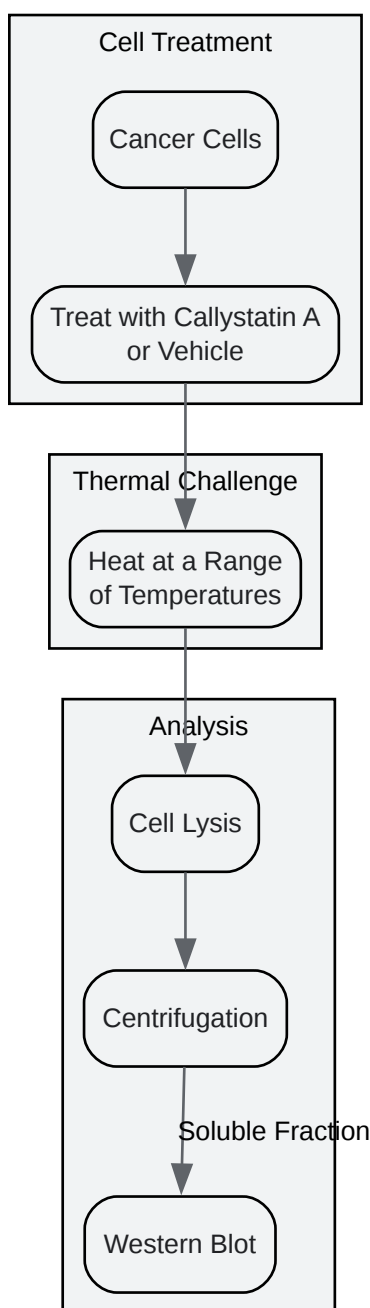 Cell Treatment
Cancer Cells
Treat with Callystatin A
or Vehicle
Thermal Challenge
Heat at a Range
of Temperatures
Analysis
Cell Lysis
Centrifugation
Soluble Fraction
Western Blot